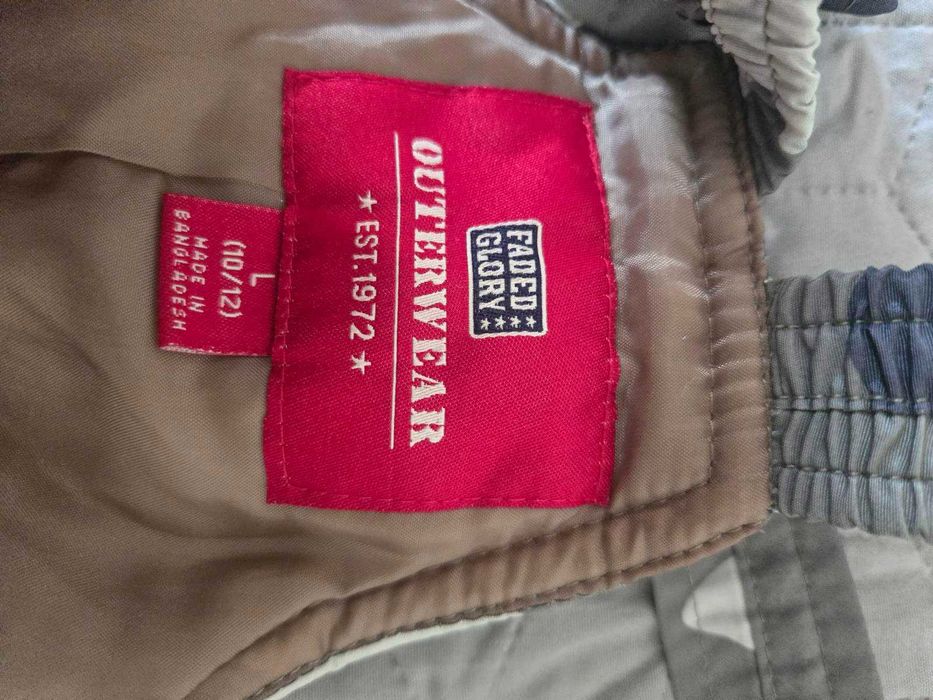 FADED
GLORY
OUTERWEAR
★ EST.1972 ★
L
(10/12)
MADE IN
BANGLADESH